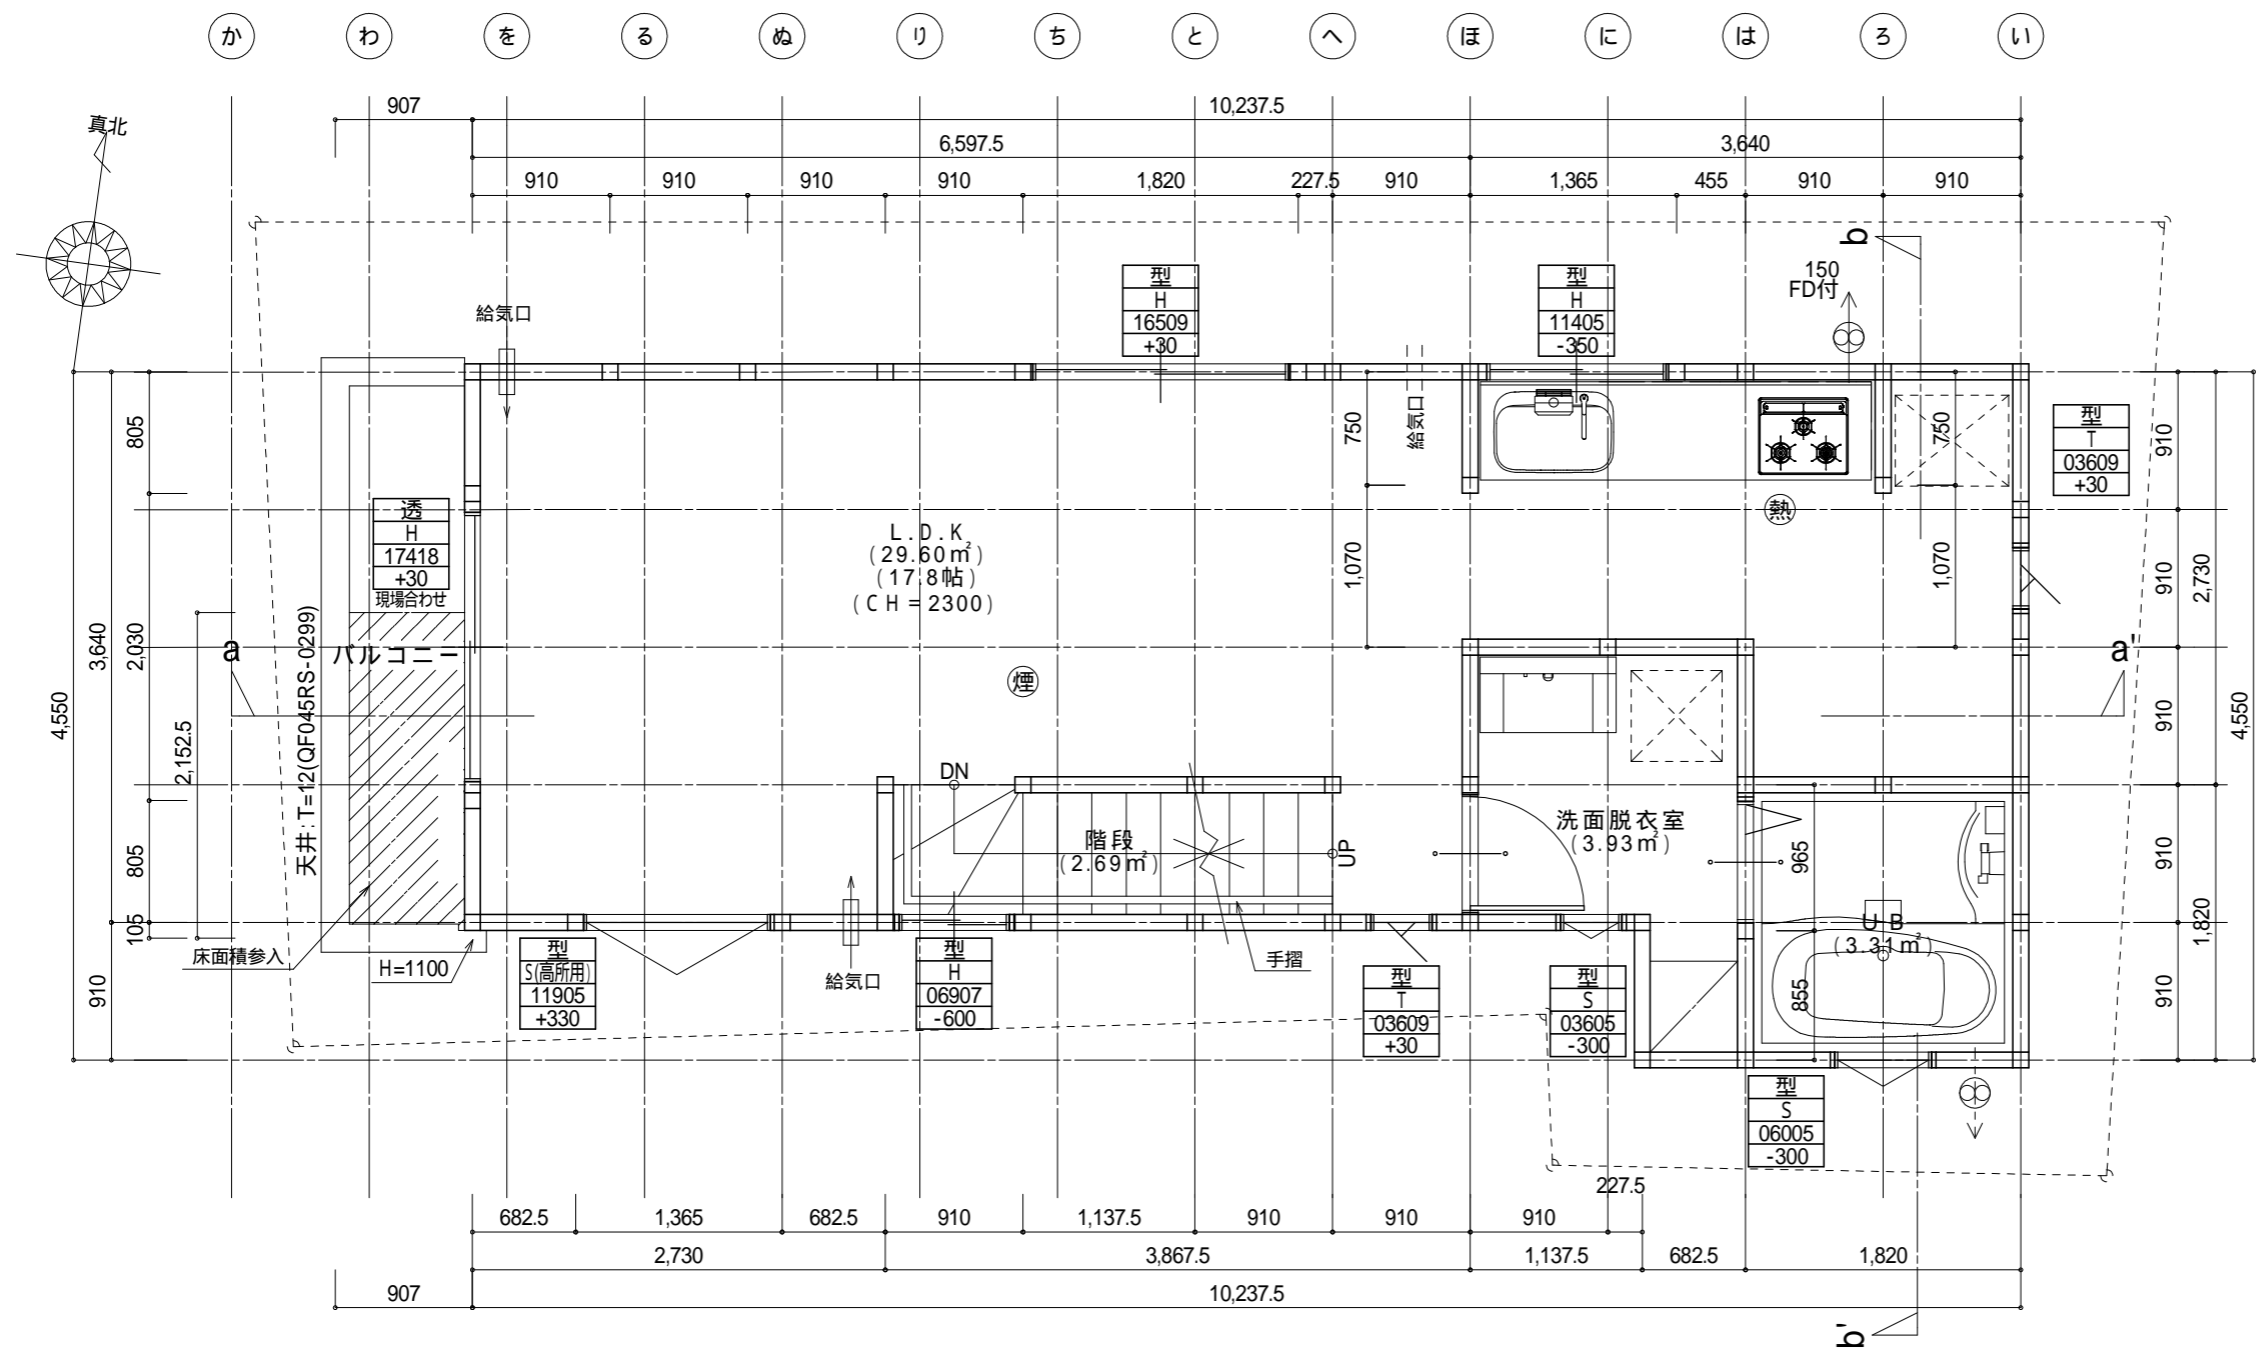 か わ を る ぬ り ち と へ ほ に は ろ い
907 10,237.5
6,597.5 3,640
910 910 910 910 1,820 227.5 910 1,365 455 910 910
真北
b
150
FD付
型
H
16509
+30
型
H
11405
-350
給気口
給気口
750
750
型
T
03609
+30
熱
1,070
1,070
805
2,030
805
105
3,640
910
4,550
2,152.5
透
H
17418
+30
現場合わせ
L.D.K
(29.60㎡)
(17.8帖)
(CH=2300)
910
910
910
910
910
2,730
1,820
4,550
a
バルコニー
天井:T=12(QF045RS-0299)
a'
煙
DN
階段
(2.69㎡)
UP
洗面脱衣室
(3.93㎡)
965
UB
(3.31㎡)
855
床面積参入
H=1100
型
S(高所用)
11905
+330
給気口
型
H
06907
-600
手摺
型
T
03609
+30
型
S
03605
-300
型
S
06005
-300
227.5
682.5 1,365 682.5 910 1,137.5 910 910 910
2,730 3,867.5 1,137.5 682.5 1,820
907 10,237.5
b'